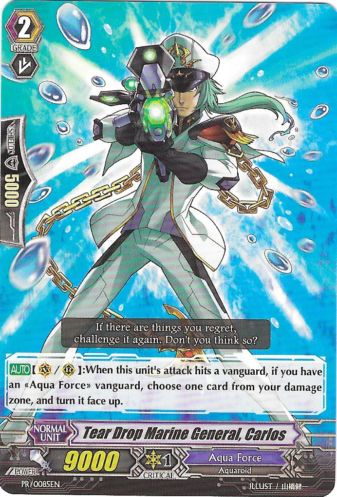 2
GRADE
5000
If there are things you regret,
challenge it again. Don't you think so?
AUTO【 / 】:When this unit's attack hits a vanguard, if you have
an «Aqua Force» vanguard, choose one card from your damage
zone, and turn it face up.
NORMAL
UNIT
Tear Drop Marine General, Carlos
POWER
9000
1
CRITICAL
Aqua Force
Aquaroid
PR/0085EN
ILLUST / 山崎健